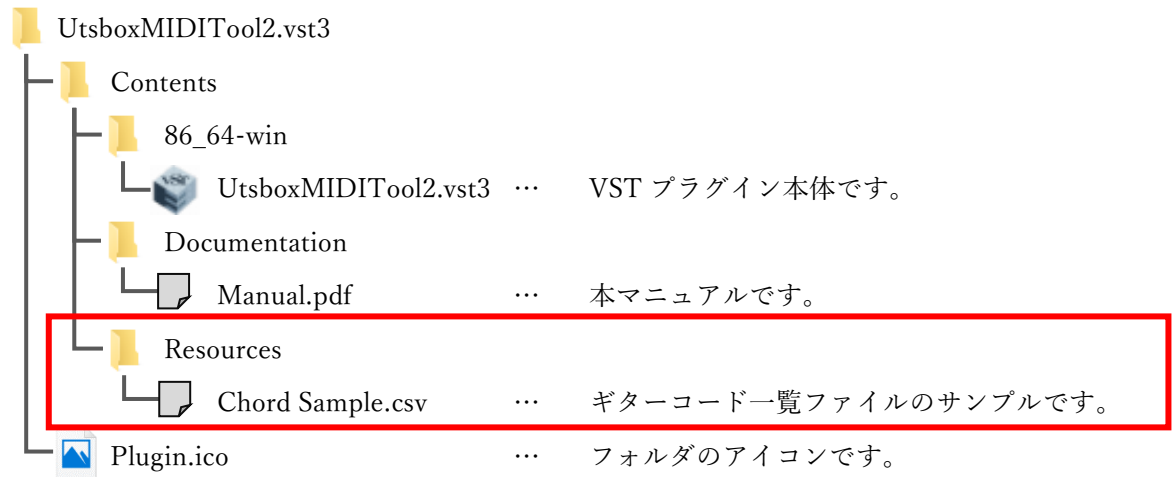 UtsboxMIDITool2.vst3
Contents
86_64-win
UtsboxMIDITool2.vst3 … VST プラグイン本体です。
Documentation
Manual.pdf … 本マニュアルです。
Resources
Chord Sample.csv … ギターコード一覧ファイルのサンプルです。
Plugin.ico … フォルダのアイコンです。